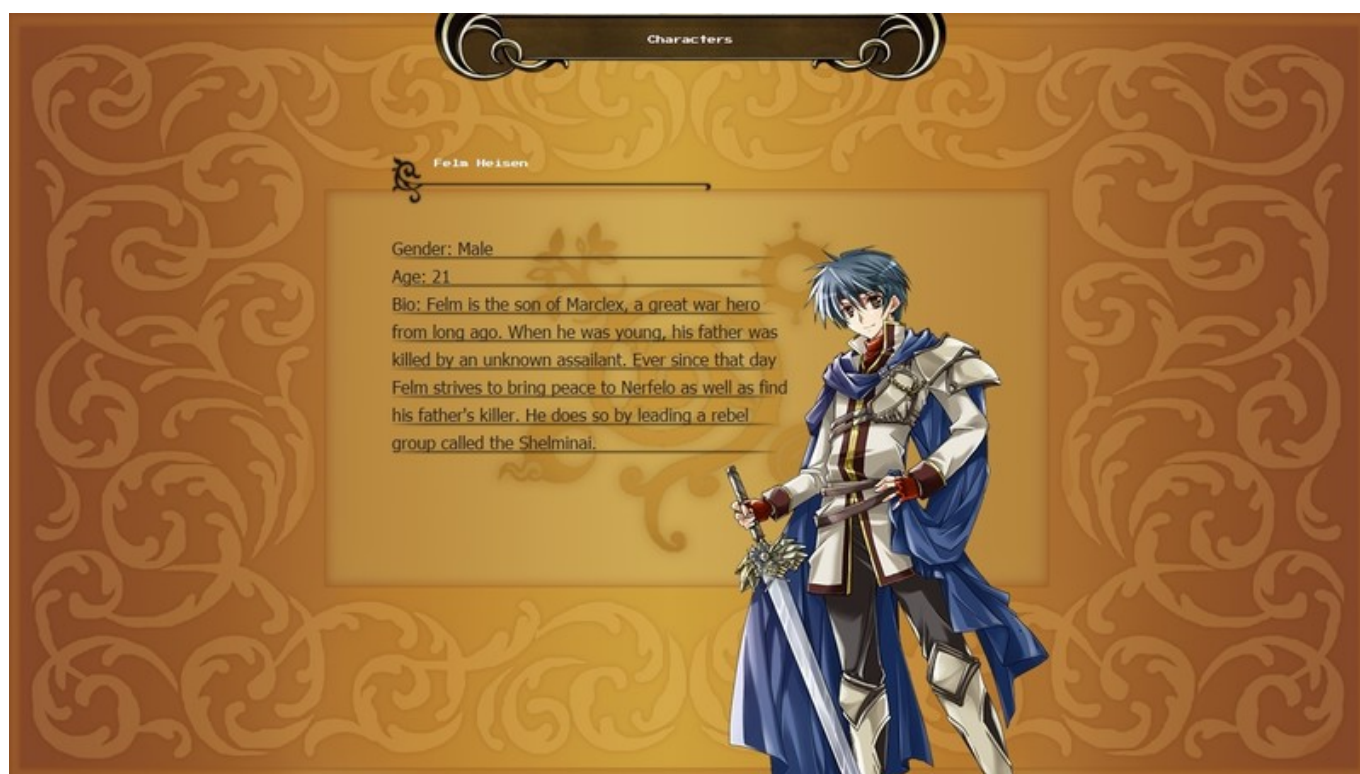 Characters
Felm Heisen
Gender: Male
Age: 21
Bio: Felm is the son of Marclex, a great war hero
from long ago. When he was young, his father was
killed by an unknown assailant. Ever since that day
Felm strives to bring peace to Nerfelo as well as find
his father's killer. He does so by leading a rebel
group called the Shelminai.